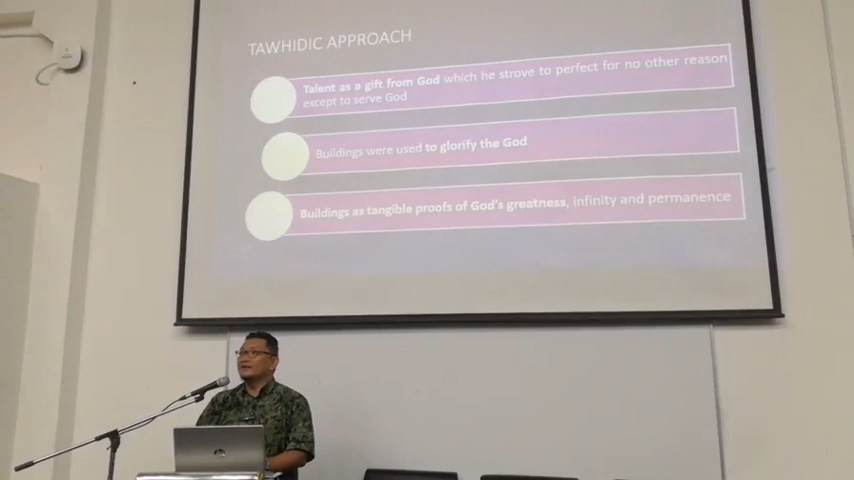 TAWHIDIC APPROACH
Talent as a gift from God which he strove to perfect for no other reason
except to serve God
Buildings were used to glorify the God
Buildings as tangible proofs of God's greatness, infinity and permanence